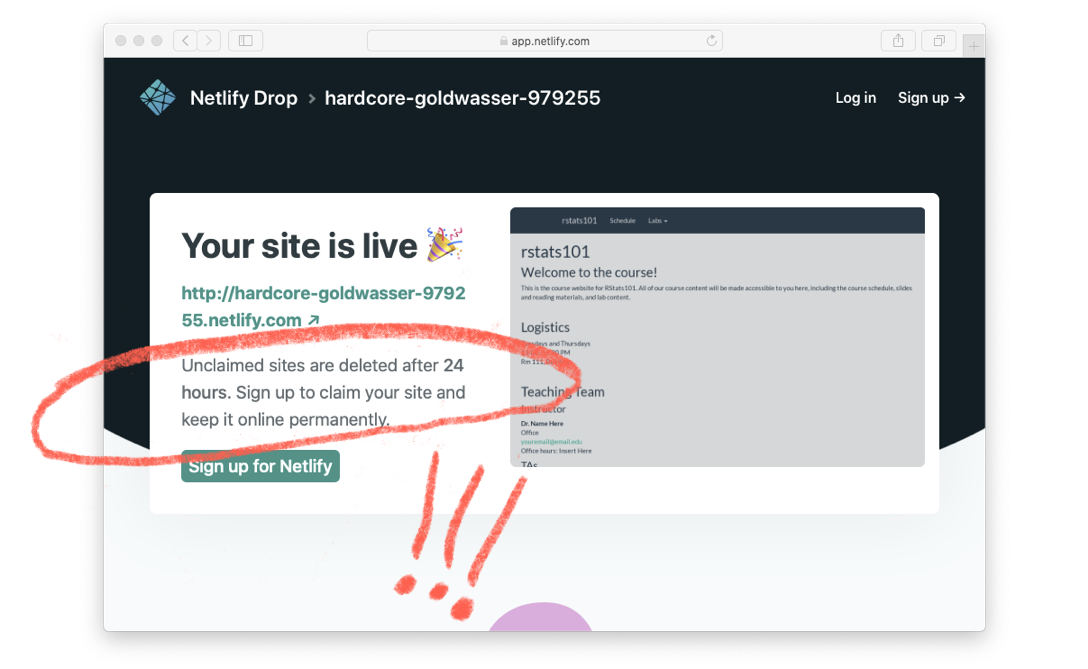 app.netlify.com
Netlify Drop > hardcore-goldwasser-979255
Log in
Sign up →
Your site is live 🎉
http://hardcore-goldwasser-9792
55.netlify.com ↗
Unclaimed sites are deleted after 24
hours. Sign up to claim your site and
keep it online permanently.
Sign up for Netlify
!!!
rstats101 Schedule Labs
rstats101
Welcome to the course!
This is the course website for RStats101. All of our course content will be made accessible to you here, including the course schedule, slides
and reading materials, and lab content.
Logistics
and Thursdays
PM
Rm 111,
Teaching Team
Instructor
Dr. Name Here
Office
youremail@email.edu
Office hours: Insert Here
TAs